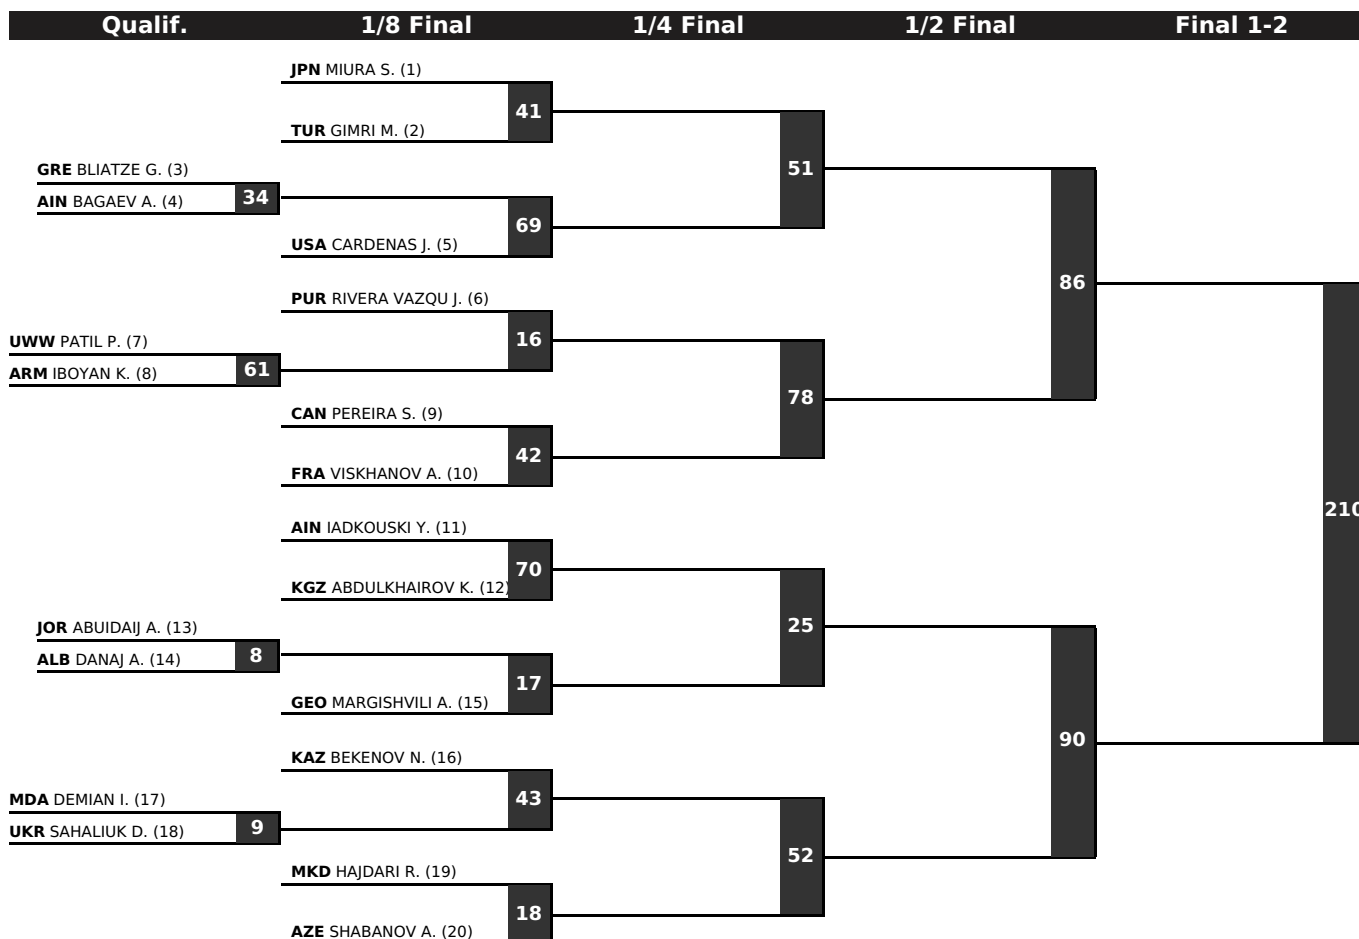 Qualif. 1/8 Final 1/4 Final 1/2 Final Final 1-2
JPN MIURA S. (1)
41
TUR GIMRI M. (2)
GRE BLIATZE G. (3)
51
AIN BAGAEV A. (4)
34
69
USA CARDENAS J. (5)
86
PUR RIVERA VAZQU J. (6)
UWW PATIL P. (7)
16
ARM IBOYAN K. (8)
61
78
CAN PEREIRA S. (9)
42
FRA VISKHANOV A. (10)
210
AIN IADKOUSKI Y. (11)
70
KGZ ABDULKHAIROV K. (12)
JOR ABUIDAIJ A. (13)
25
ALB DANAJ A. (14)
8
17
GEO MARGISHVILI A. (15)
90
KAZ BEKENOV N. (16)
MDA DEMIAN I. (17)
43
UKR SAHALIUK D. (18)
9
52
MKD HAJDARI R. (19)
18
AZE SHABANOV A. (20)